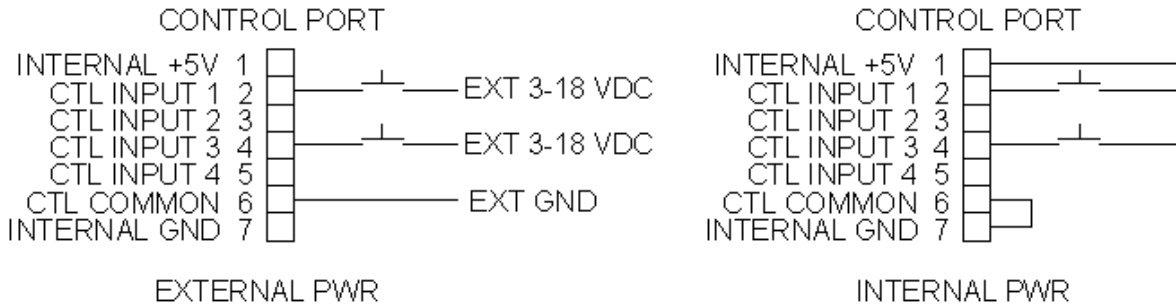 CONTROL PORT
INTERNAL +5V 1
CTL INPUT 1 2
EXT 3-18 VDC
CTL INPUT 2 3
CTL INPUT 3 4
EXT 3-18 VDC
CTL INPUT 4 5
CTL COMMON 6
EXT GND
INTERNAL GND 7
EXTERNAL PWR
CONTROL PORT
INTERNAL +5V 1
CTL INPUT 1 2
CTL INPUT 2 3
CTL INPUT 3 4
CTL INPUT 4 5
CTL COMMON 6
INTERNAL GND 7
INTERNAL PWR